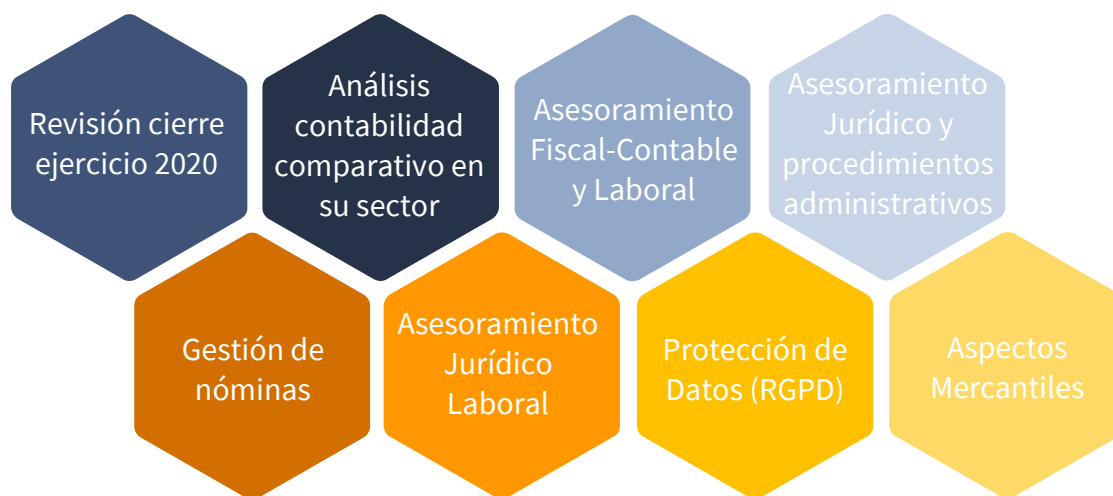 Revisión cierre
ejercicio 2020
Análisis
contabilidad
comparativo en
su sector
Asesoramiento
Fiscal-Contable
y Laboral
Asesoramiento
Jurídico y
procedimientos
administrativos
Gestión de
nóminas
Asesoramiento
Jurídico
Laboral
Protección de
Datos (RGPD)
Aspectos
Mercantiles